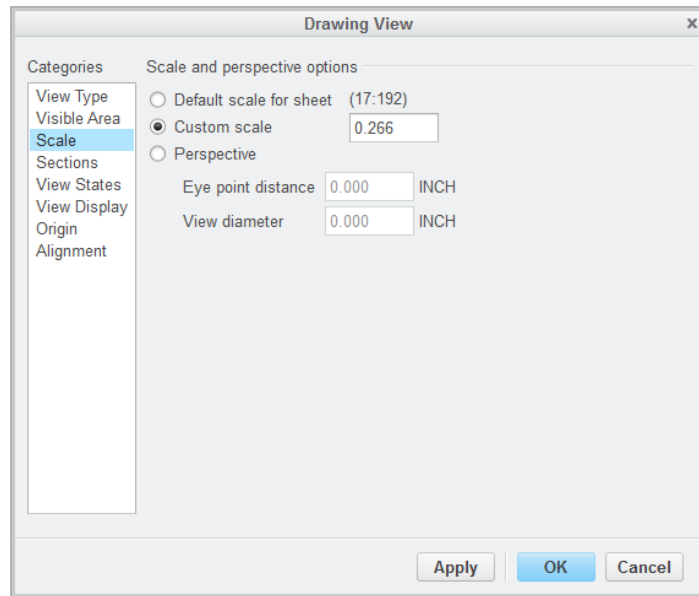 Drawing View x
Categories
View Type
Visible Area
Scale
Sections
View States
View Display
Origin
Alignment
Scale and perspective options
Default scale for sheet (17:192)
Custom scale 0.266
Perspective
Eye point distance 0.000 INCH
View diameter 0.000 INCH
Apply OK Cancel